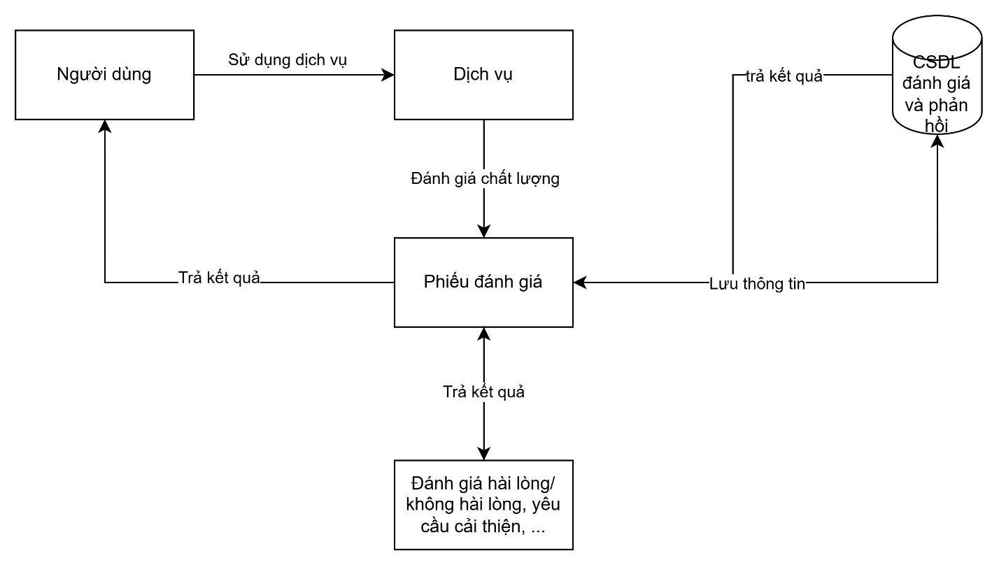 Người dùng
Sử dụng dịch vụ
Dịch vụ
trả kết quả
CSDL
đánh giá
và phản
hồi
Đánh giá chất lượng
Trả kết quả
Phiếu đánh giá
Lưu thông tin
Trả kết quả
Đánh giá hài lòng/
không hài lòng, yêu
cầu cải thiện, ...